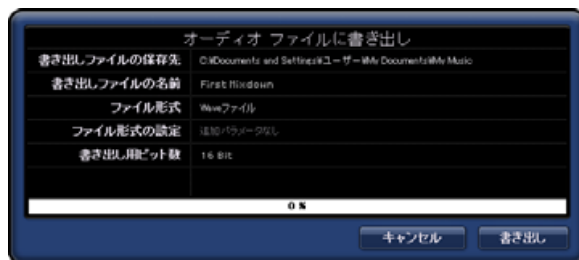 オーディオ ファイルに書き出し
書き出しファイルの保存先 C:¥Documents and Settings¥ユーザー¥My Documents¥My Music
書き出しファイルの名前 First Mixdown
ファイル形式 Waveファイル
ファイル形式の設定 追加パラメータなし
書き出し用ビット数 16 Bit
0 %
キャンセル 書き出し